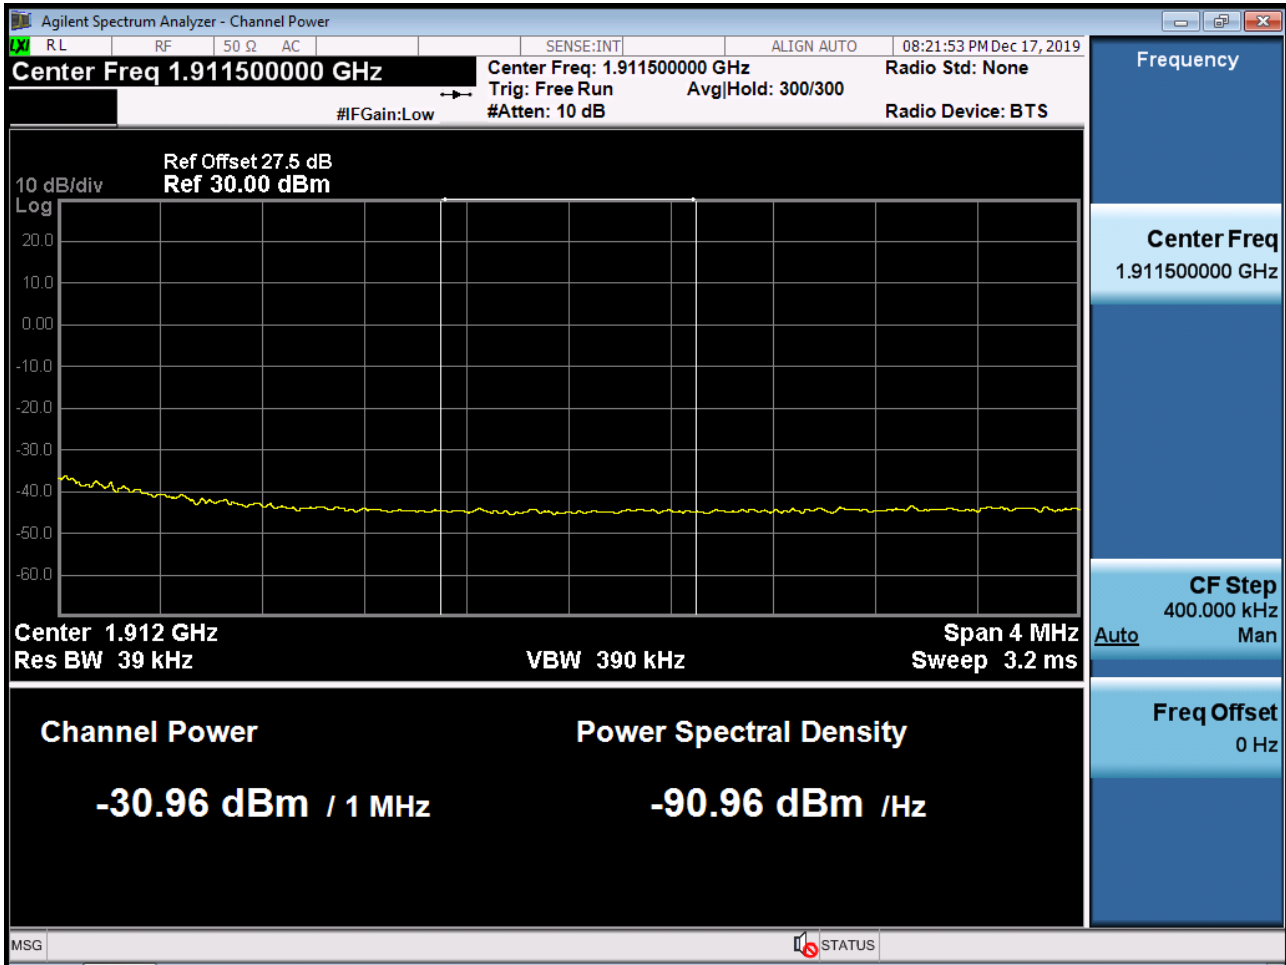 Agilent Spectrum Analyzer - Channel Power
LXI RL RF 50 Ω AC SENSE:INT ALIGN AUTO 08:21:53 PM Dec 17, 2019
Center Freq 1.911500000 GHz
#IFGain:Low
Center Freq: 1.911500000 GHz
Trig: Free Run Avg|Hold: 300/300
#Atten: 10 dB
Radio Std: None
Radio Device: BTS
Ref Offset 27.5 dB
10 dB/div Ref 30.00 dBm
Log
20.0
10.0
0.00
-10.0
-20.0
-30.0
-40.0
-50.0
-60.0
Center 1.912 GHz Span 4 MHz
Res BW 39 kHz VBW 390 kHz Sweep 3.2 ms
Channel Power Power Spectral Density
-30.96 dBm / 1 MHz -90.96 dBm /Hz
Frequency
Center Freq
1.911500000 GHz
CF Step
400.000 kHz
Auto Man
Freq Offset
0 Hz
MSG STATUS